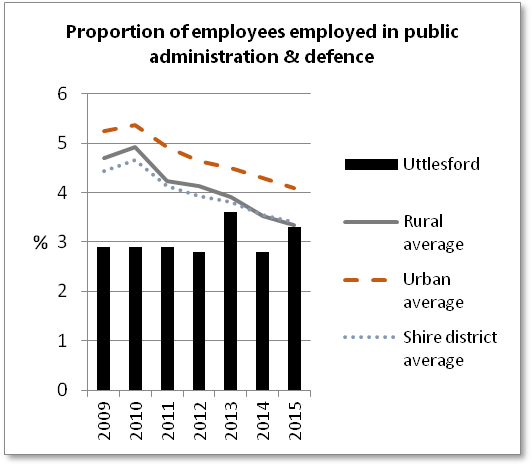 Proportion of employees employed in public
administration & defence
6
5
4
3
2
1
0
%
2009
2010
2011
2012
2013
2014
2015
Uttlesford
Rural
average
Urban
average
Shire district
average